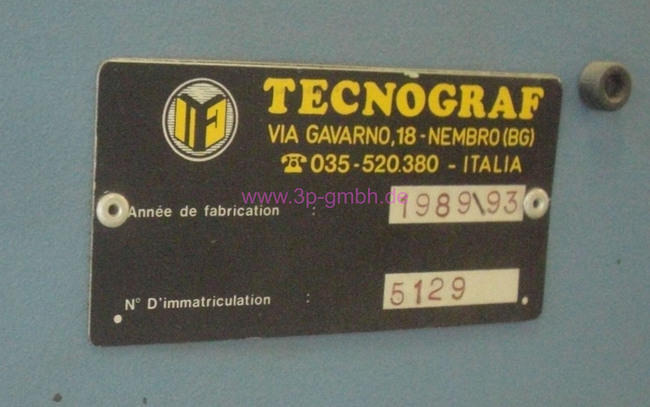 TECNOGRAF
VIA GAVARNO,18 - NEMBRO (BG)
☎ 035-520.380 - ITALIA
www.3p-gmbh.de
Année de fabrication : 1989\93
N° D'immatriculation : 5129